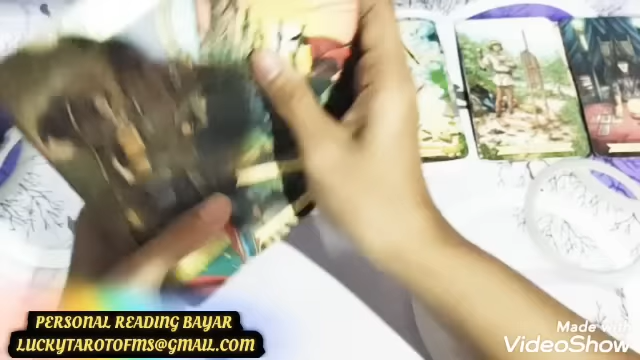 PERSONAL READING BAYAR
LUCKYTAROTOFMS@GMAIL.COM
Made with
VideoShow